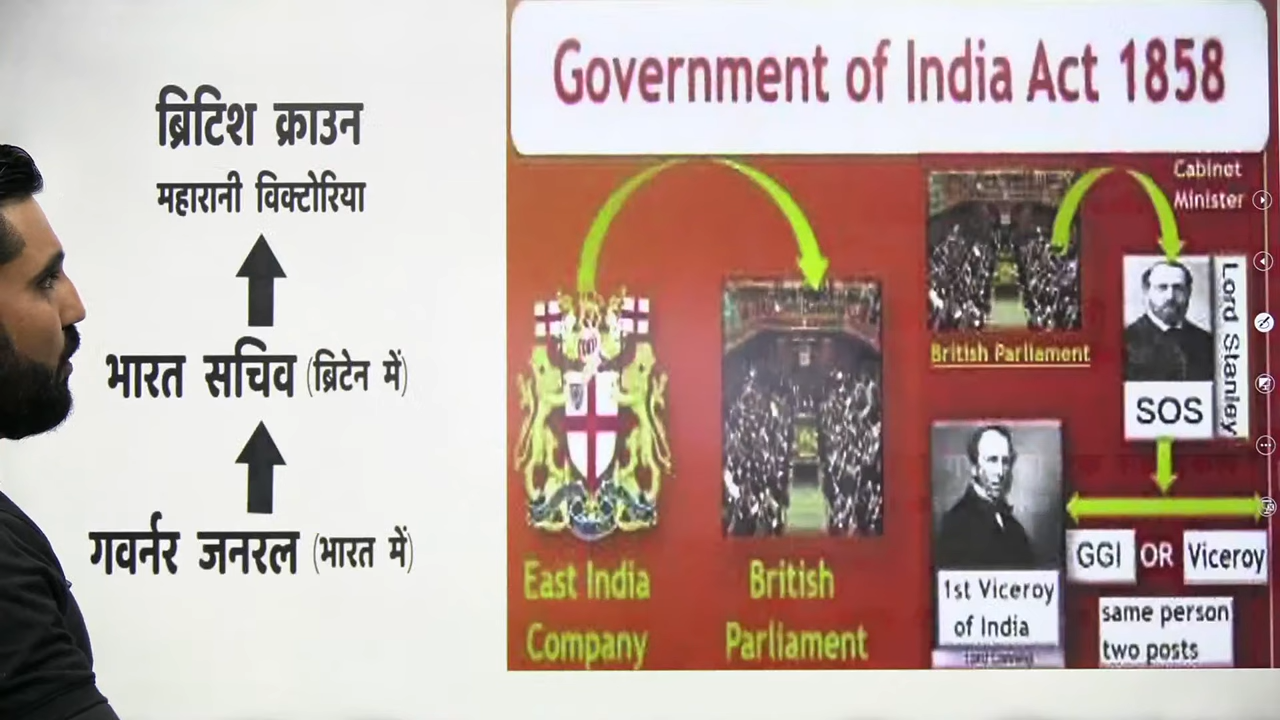 ब्रिटिश क्राउन
महारानी विक्टोरिया
भारत सचिव (ब्रिटेन में)
गवर्नर जनरल (भारत में)
Government of India Act 1858
East India
Company
British
Parliament
British Parliament
Cabinet
Minister
Lord Stanley
SOS
1st Viceroy
of India
GGI OR Viceroy
same person
two posts